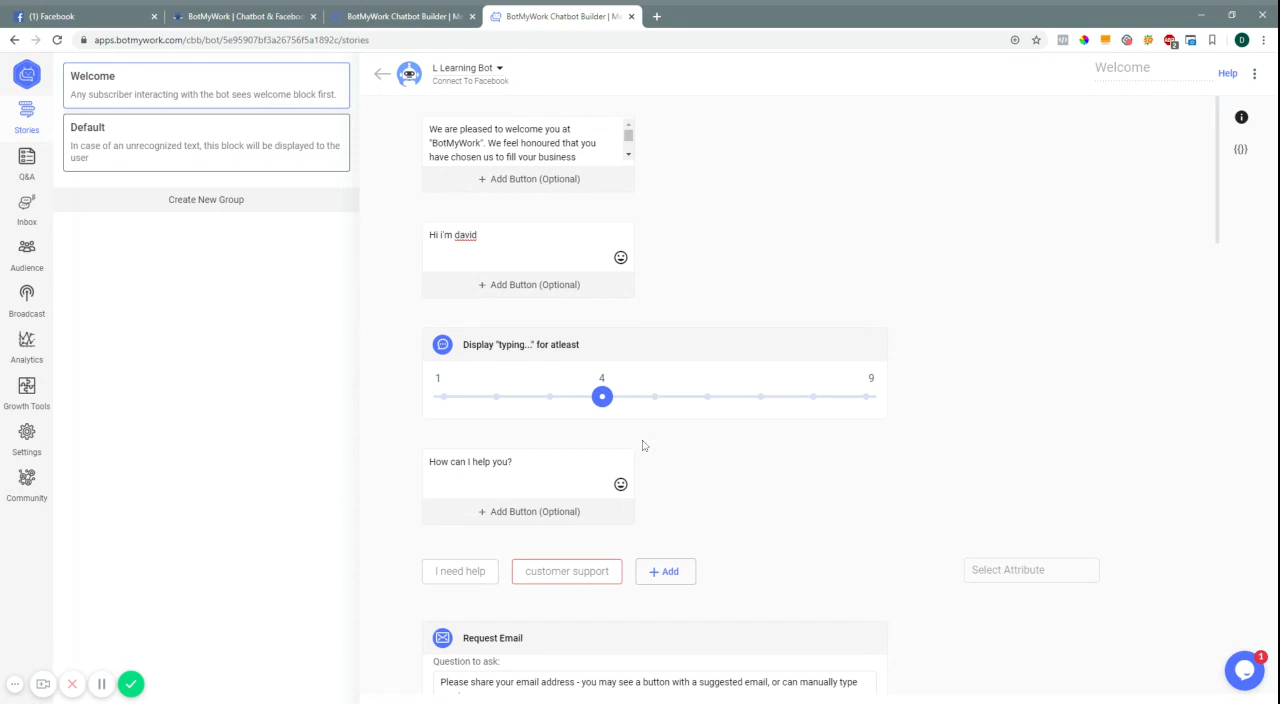 (1) Facebook
BotMyWork | Chatbot & Faceboo
BotMyWork Chatbot Builder | Me
BotMyWork Chatbot Builder | Me
apps.botmywork.com/cbb/bot/5e95907bf3a26756f5a1892c/stories
2
D
Stories
Q&A
Inbox
Audience
Broadcast
Analytics
Growth Tools
Settings
Community
Welcome
Any subscriber interacting with the bot sees welcome block first.
Default
In case of an unrecognized text, this block will be displayed to the
user
Create New Group
L Learning Bot
Connect To Facebook
Welcome
Help
We are pleased to welcome you at
"BotMyWork". We feel honoured that you
have chosen us to fill your business
+ Add Button (Optional)
Hi i'm david
+ Add Button (Optional)
Display "typing..." for atleast
1 4 9
How can I help you?
+ Add Button (Optional)
I need help
customer support
+ Add
Select Attribute
Request Email
Question to ask:
Please share your email address - you may see a button with a suggested email, or can manually type
{()}
1